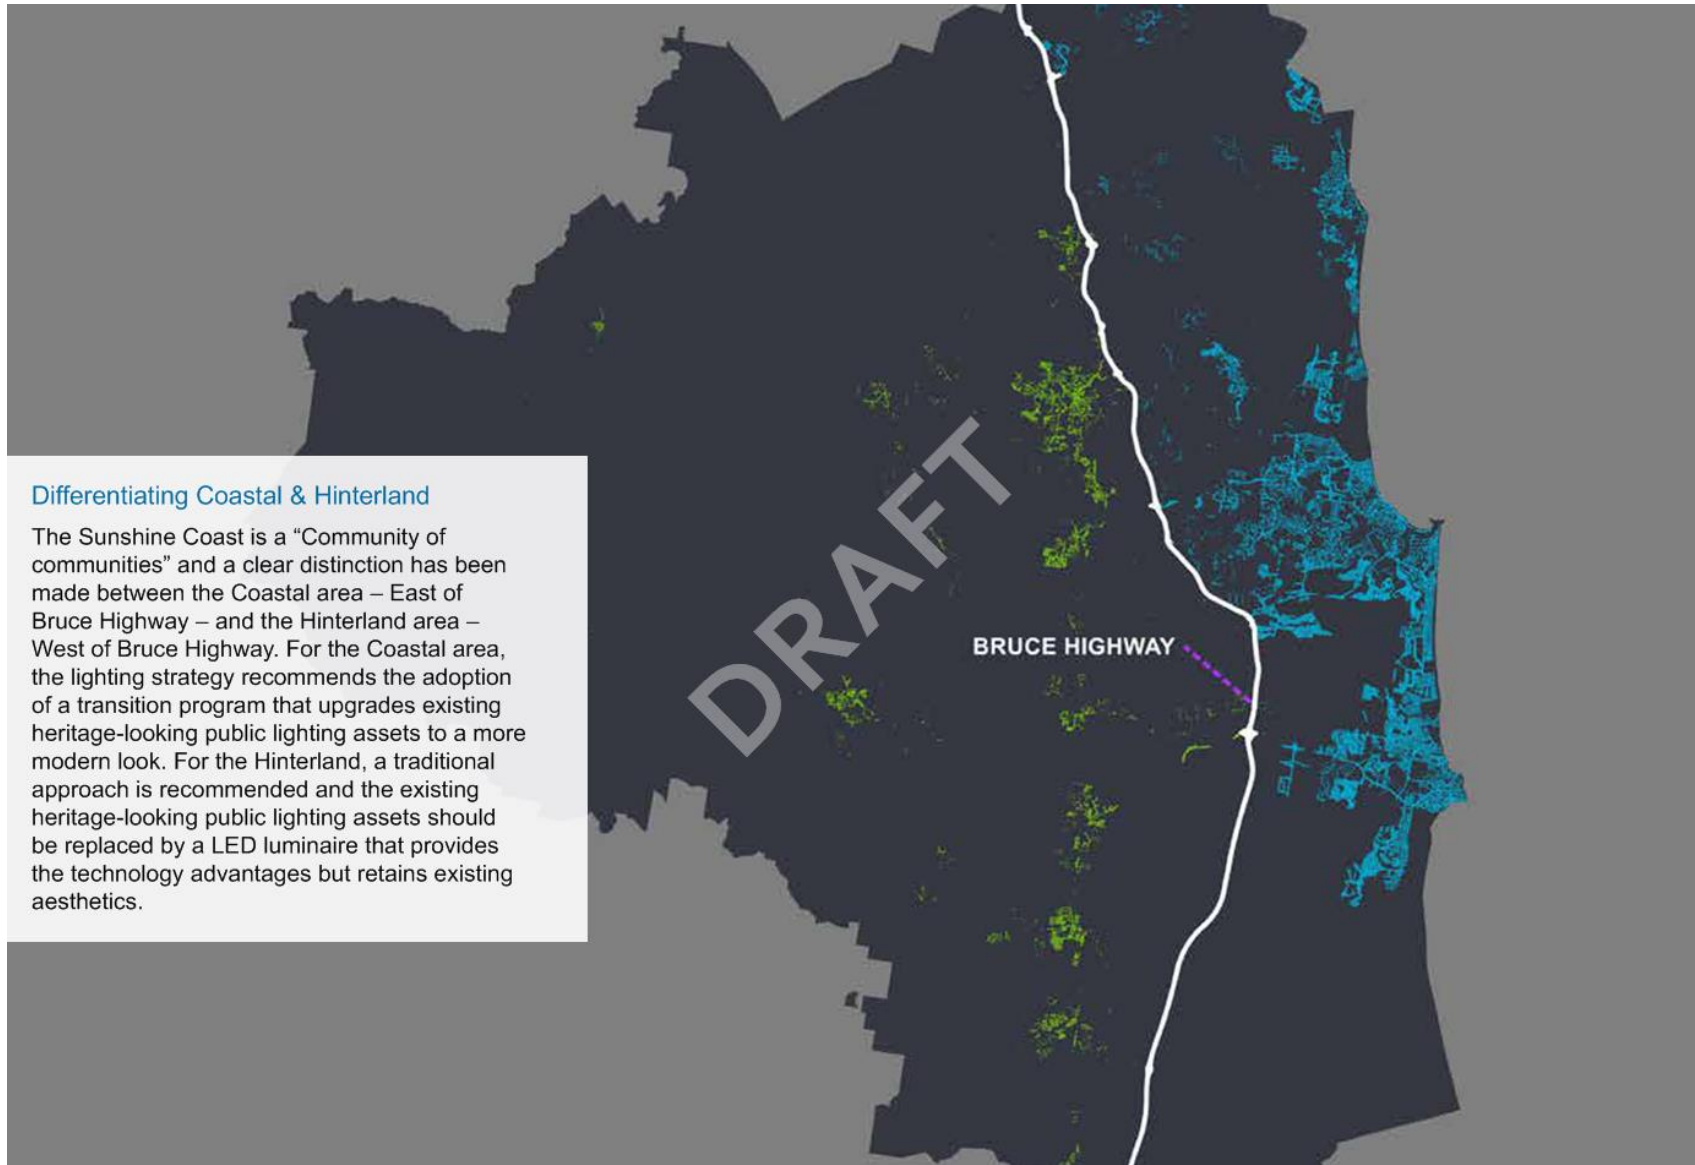 Differentiating Coastal & Hinterland
The Sunshine Coast is a “Community of
communities” and a clear distinction has been
made between the Coastal area – East of
Bruce Highway – and the Hinterland area –
West of Bruce Highway. For the Coastal area,
the lighting strategy recommends the adoption
of a transition program that upgrades existing
heritage-looking public lighting assets to a more
modern look. For the Hinterland, a traditional
approach is recommended and the existing
heritage-looking public lighting assets should
be replaced by a LED luminaire that provides
the technology advantages but retains existing
aesthetics.
BRUCE HIGHWAY
DRAFT